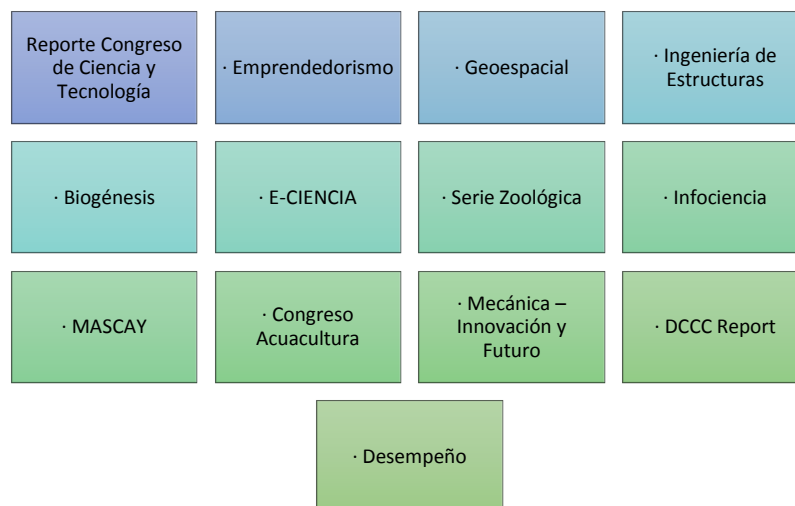 Reporte Congreso
de Ciencia y
Tecnología
· Emprendedorismo
· Geoespacial
· Ingeniería de
Estructuras
· Biogénesis
· E-CIENCIA
· Serie Zoológica
· Infociencia
· MASCAY
· Congreso
Acuacultura
· Mecánica –
Innovación y
Futuro
· DCCC Report
· Desempeño